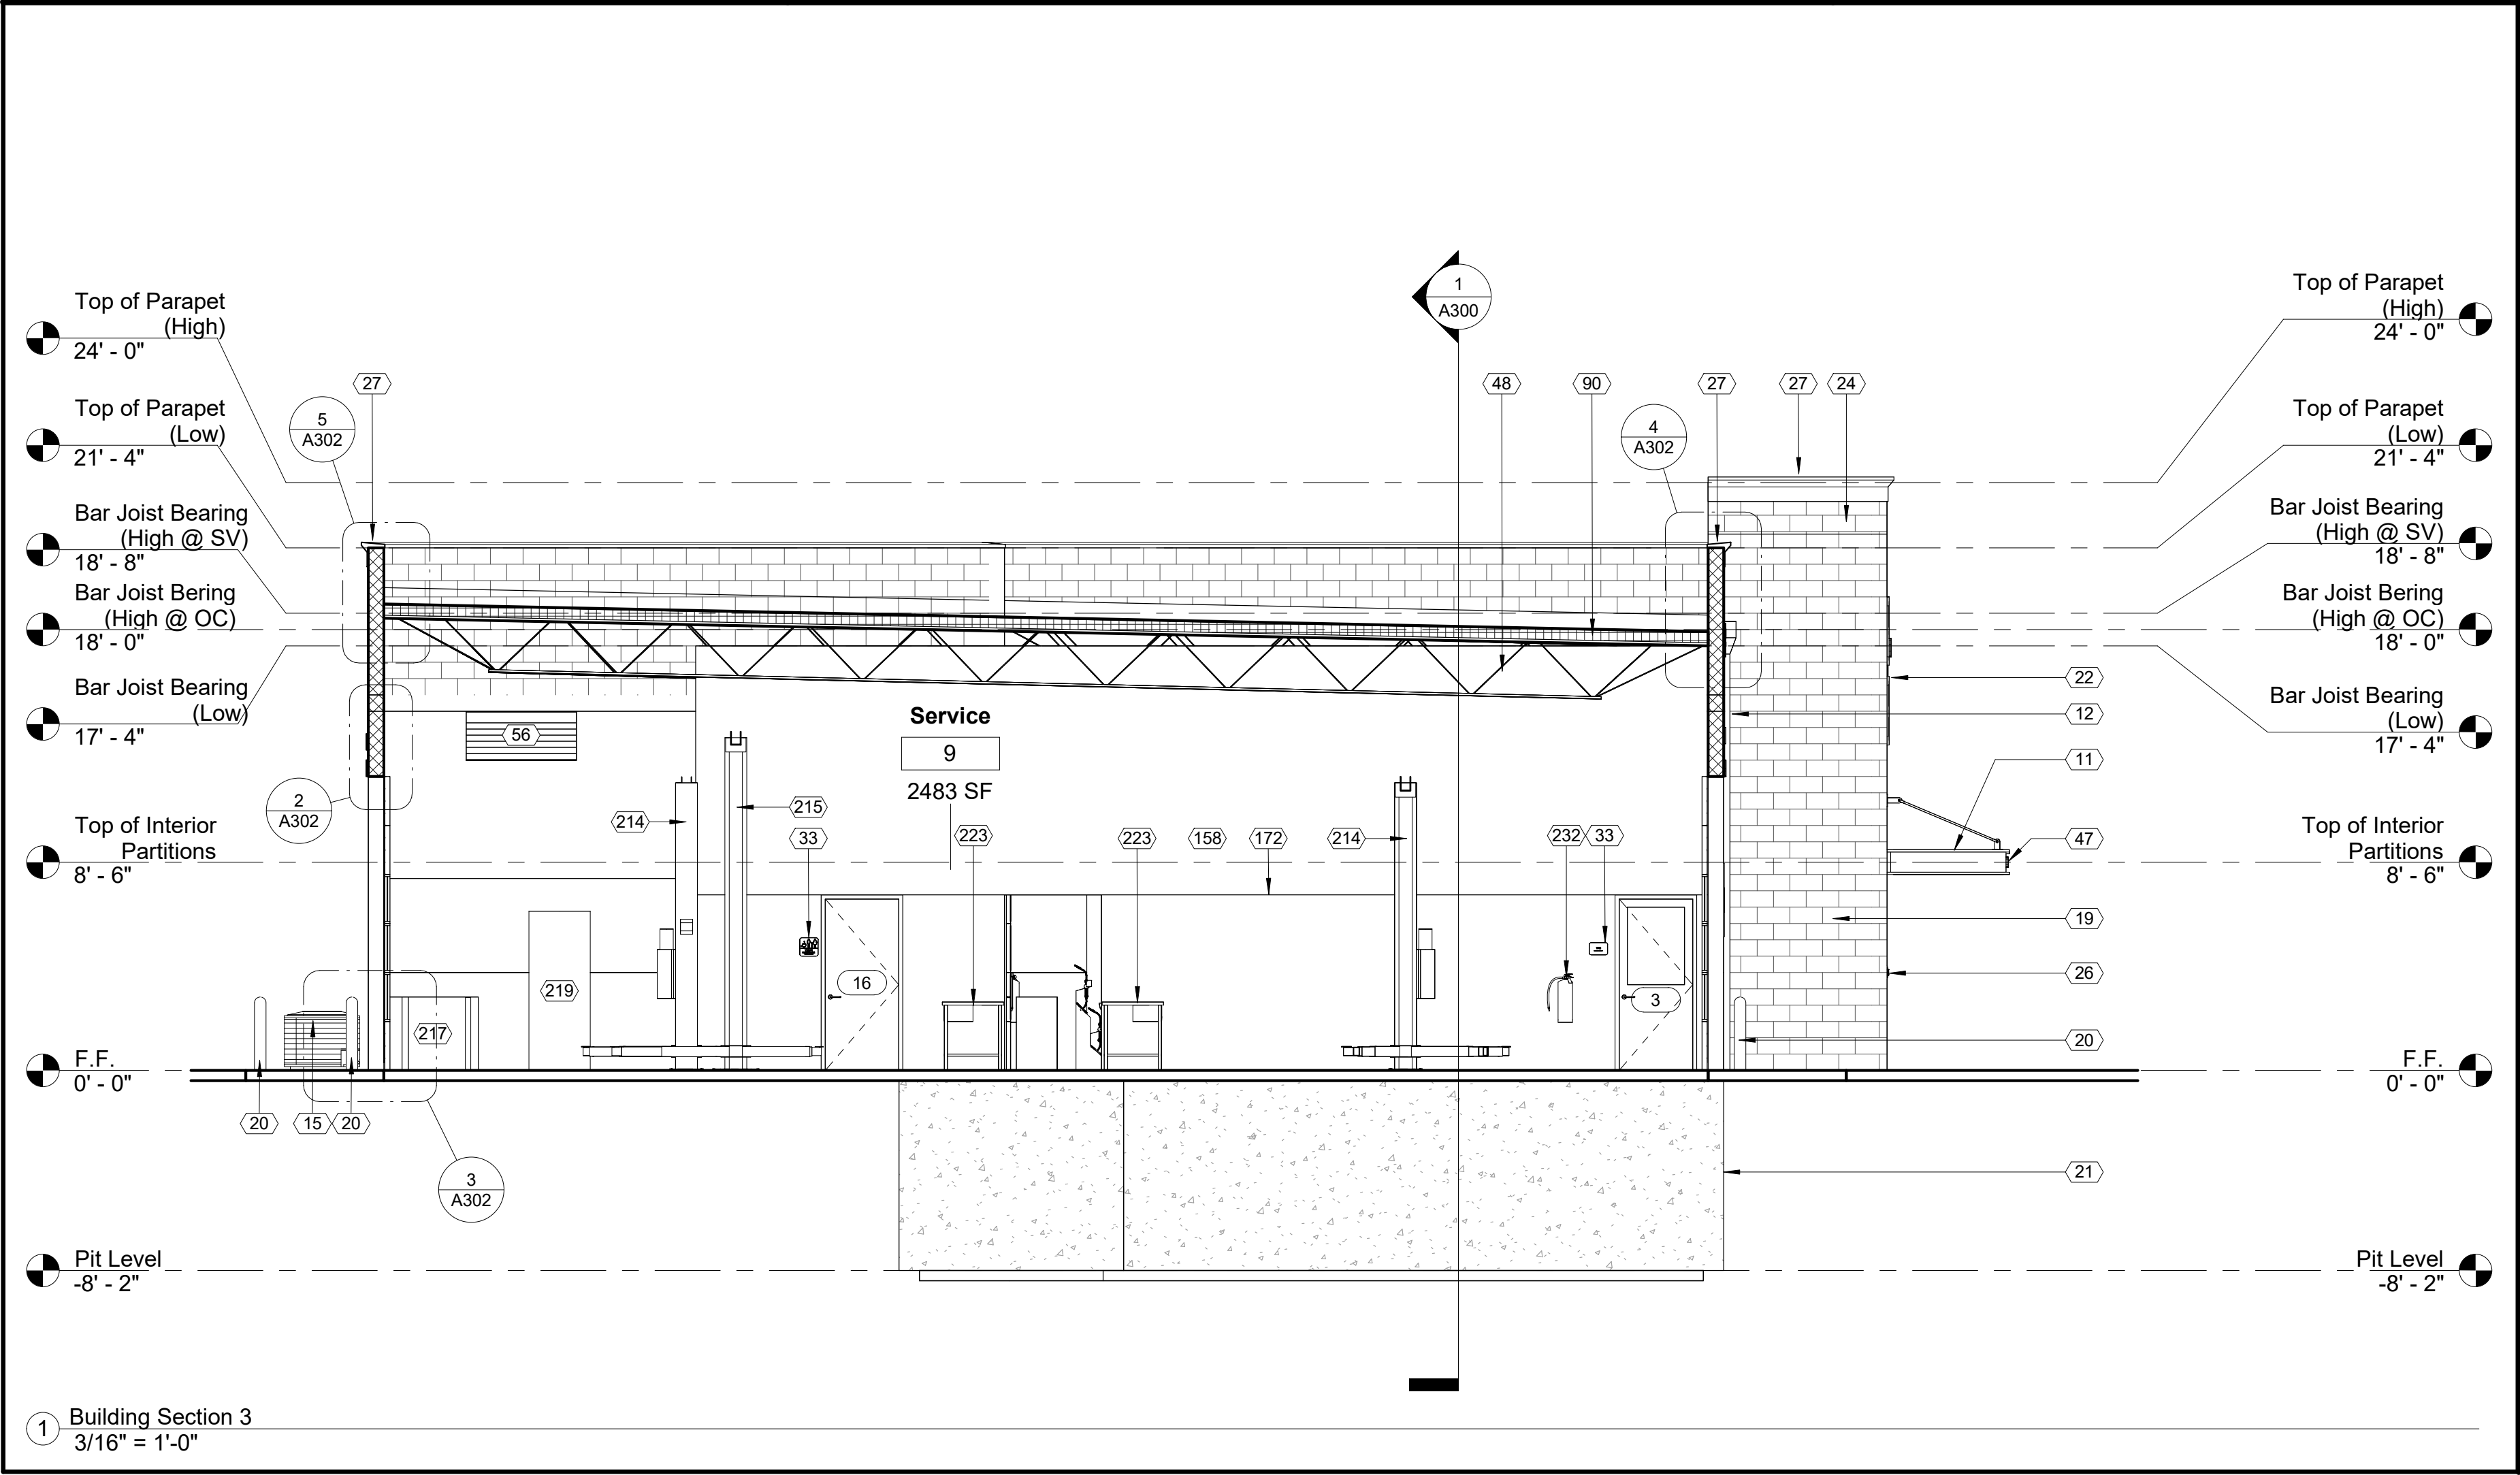 1
A300
Top of Parapet
(High)
24' - 0"
Top of Parapet
(Low)
21' - 4"
Bar Joist Bearing
(High @ SV)
18' - 8"
Bar Joist Bering
(High @ OC)
18' - 0"
Bar Joist Bearing
(Low)
17' - 4"
Top of Interior
Partitions
8' - 6"
F.F.
0' - 0"
Pit Level
-8' - 2"
27
48
90
27
27
24
5
A302
4
A302
2
A302
3
A302
Service
9
2483 SF
56
214
215
33
223
223
158
172
214
232
33
16
3
219
217
20
15
20
Top of Parapet
(High)
24' - 0"
Top of Parapet
(Low)
21' - 4"
Bar Joist Bearing
(High @ SV)
18' - 8"
Bar Joist Bering
(High @ OC)
18' - 0"
Bar Joist Bearing
(Low)
17' - 4"
Top of Interior
Partitions
8' - 6"
F.F.
0' - 0"
Pit Level
-8' - 2"
22
12
11
47
19
26
20
21
1
Building Section 3
3/16" = 1'-0"